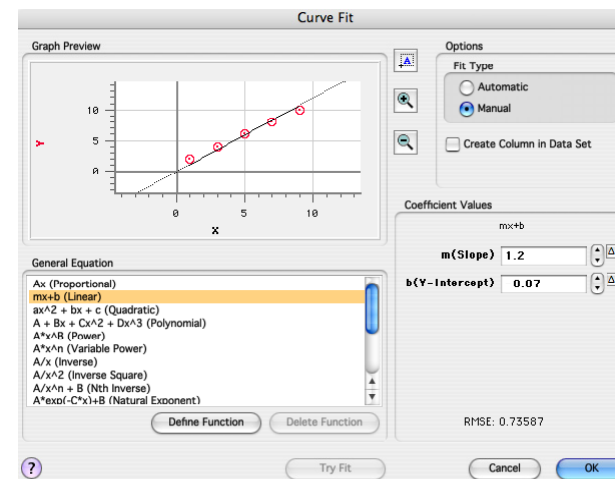 Curve Fit
Graph Preview
10
5
0
Y
0 5 10
X
A
Options
Fit Type
Automatic
Manual
Create Column in Data Set
Coefficient Values
mx+b
m(Slope) 1.2
b(Y-Intercept) 0.07
RMSE: 0.73587
General Equation
Ax (Proportional)
mx+b (Linear)
ax^2 + bx + c (Quadratic)
A + Bx + Cx^2 + Dx^3 (Polynomial)
A*x^B (Power)
A*x^n (Variable Power)
A/x (Inverse)
A/x^2 (Inverse Square)
A/x^n + B (Nth Inverse)
A*exp(-C*x)+B (Natural Exponent)
Define Function Delete Function
? Try Fit Cancel OK